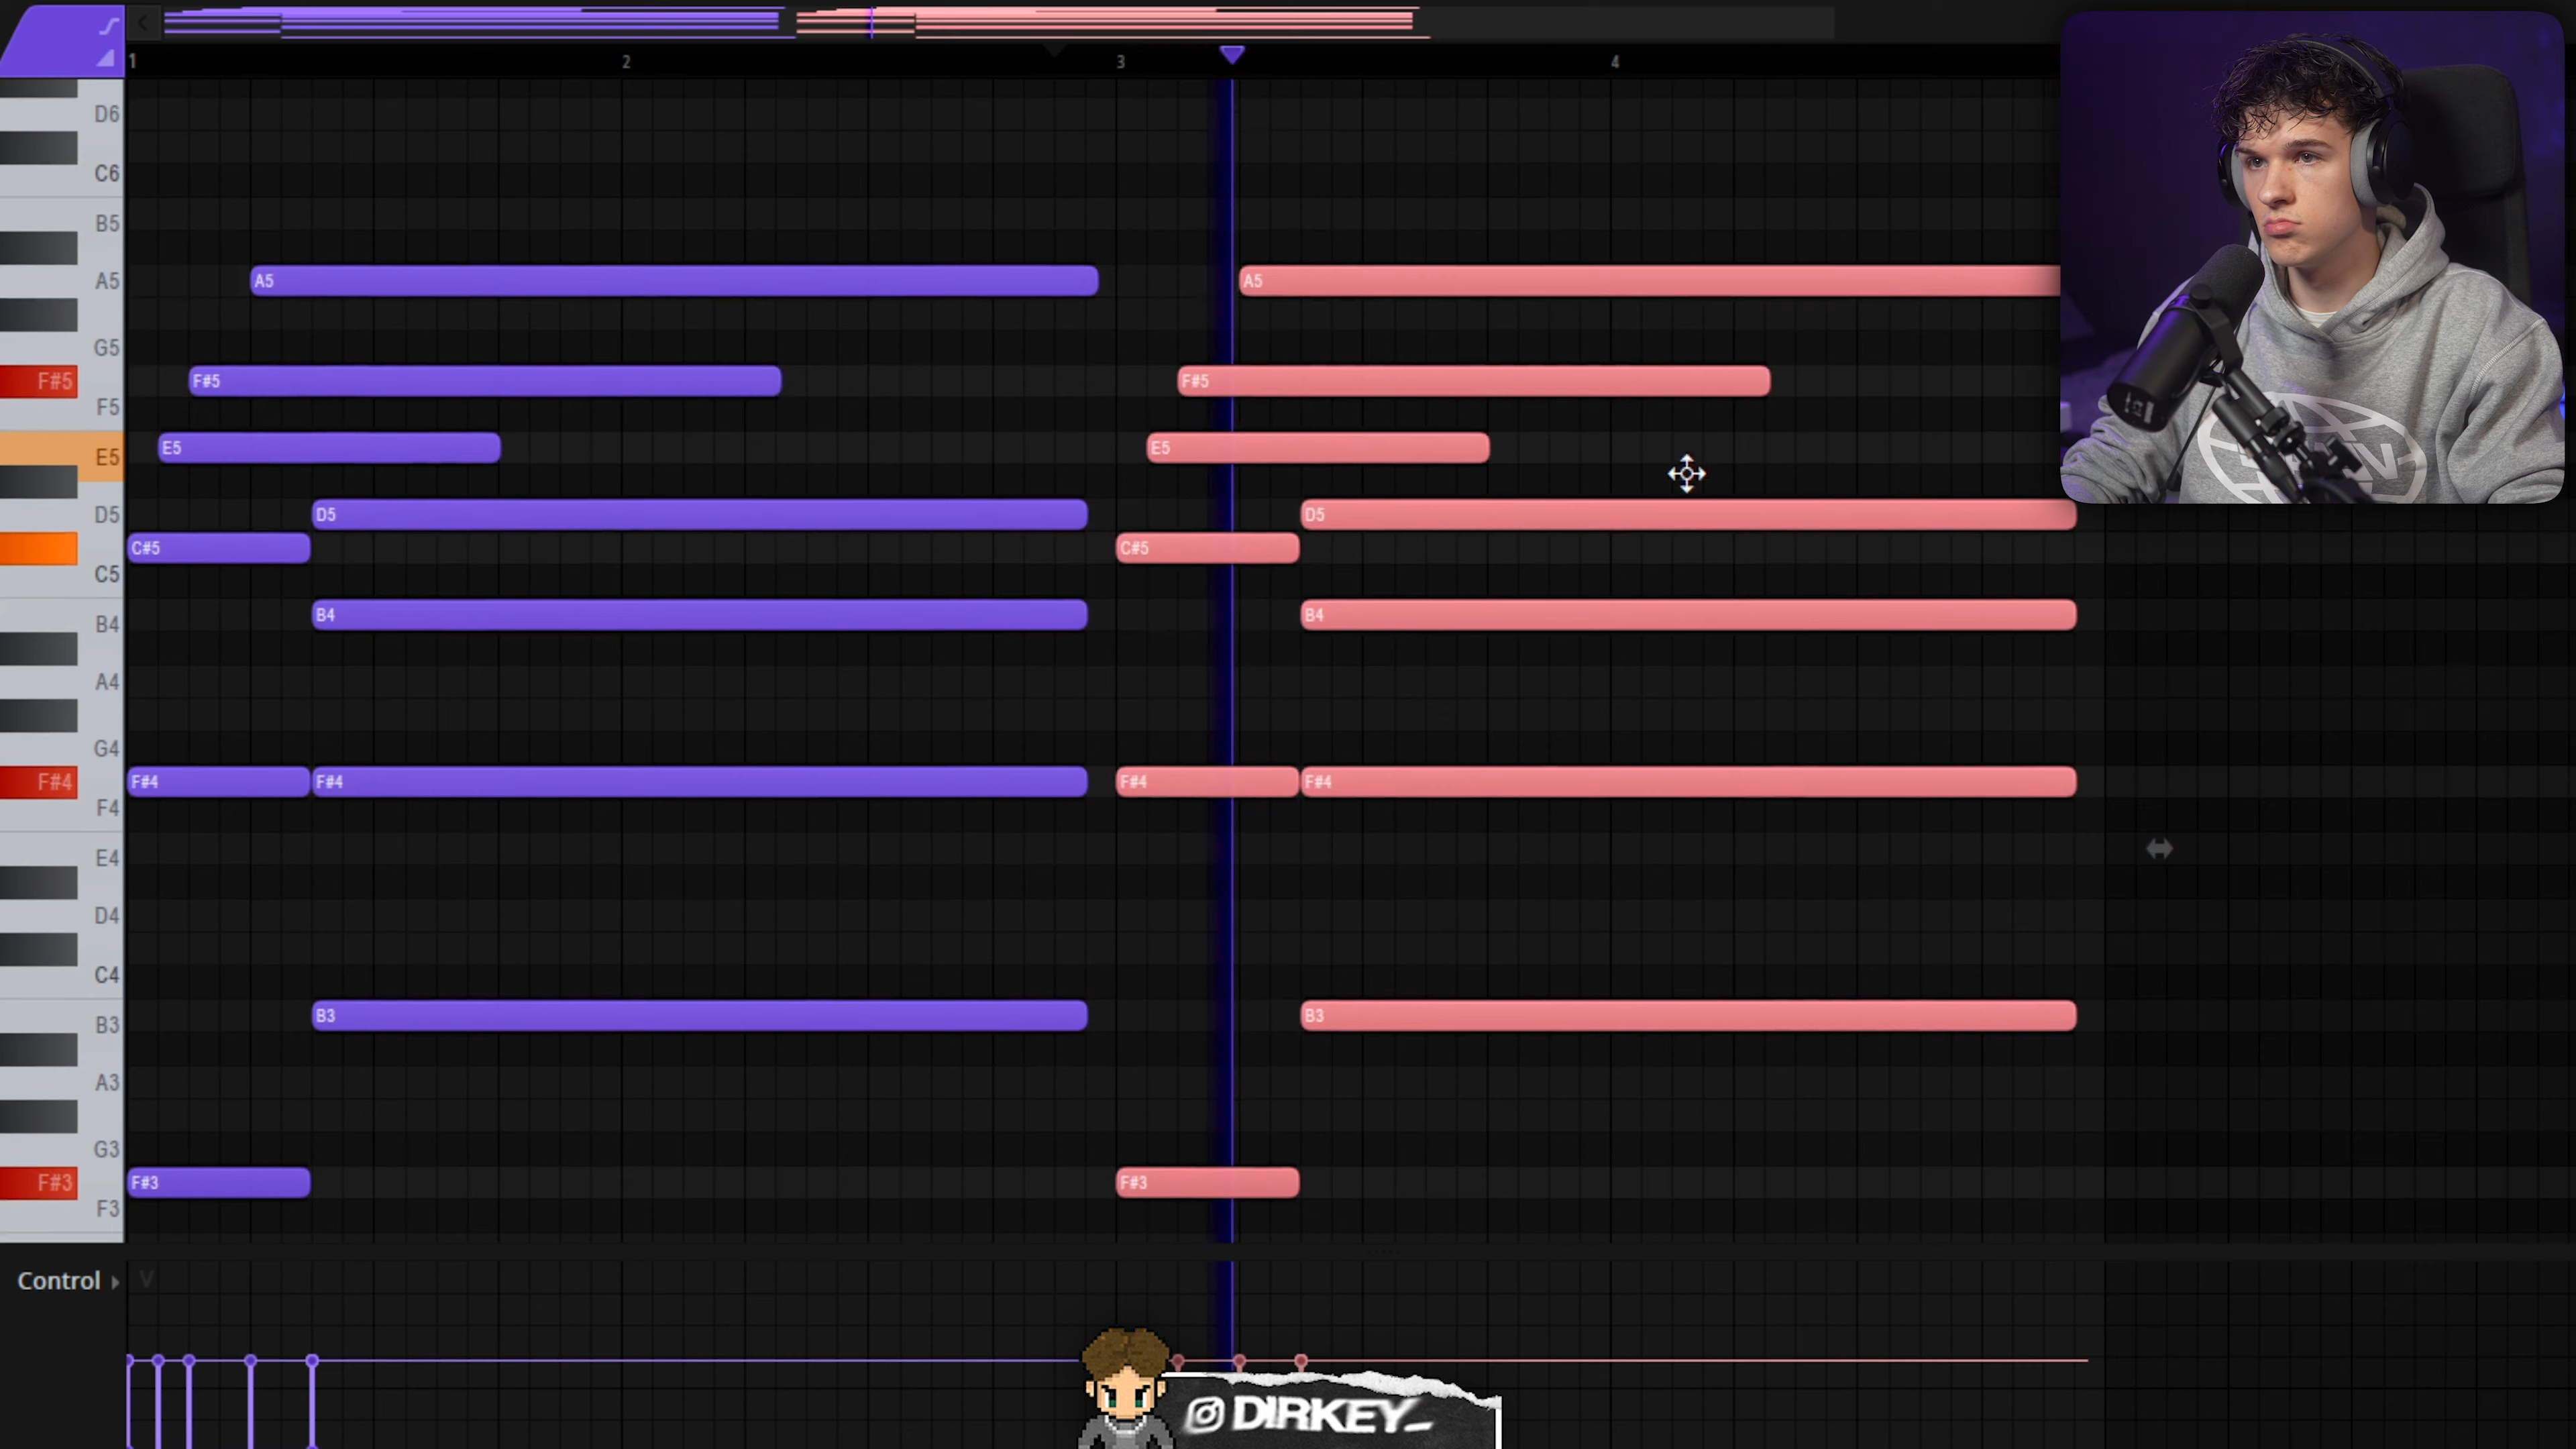 1 2 3 4
D6
C6
B5
A5 A5 A5
G5
F#5 F#5 F#5
F5
E5 E5 E5
D5 D5 D5
C#5 C#5
C5
B4 B4 B4
A4
G4
F#4 F#4 F#4 F#4 F#4
F4
E4
D4
C4
B3 B3 B3
A3
G3
F#3 F#3 F#3
F3
Control V
DIRKEY_